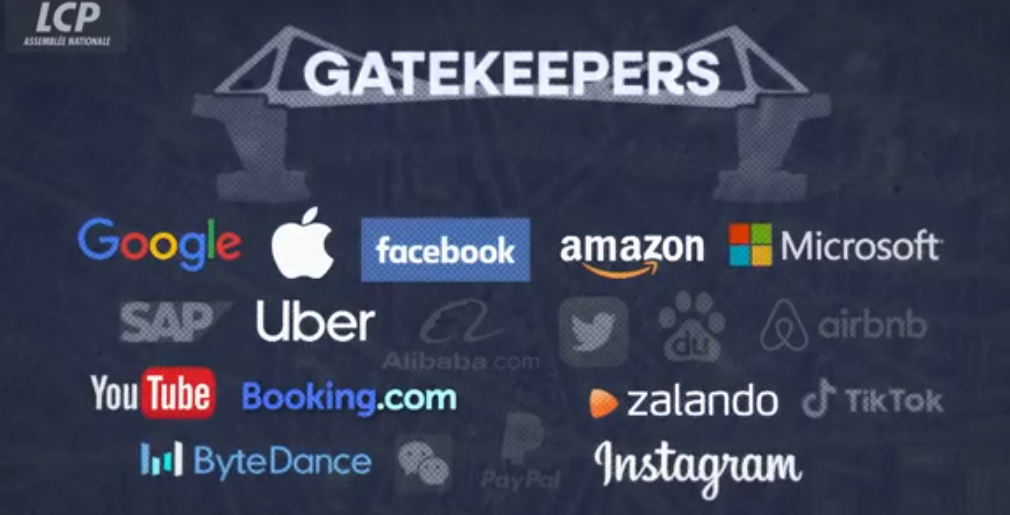 LCP
ASSEMBLÉE NATIONALE
GATEKEEPERS
Google facebook amazon Microsoft
SAP Uber Alibaba.com du airbnb
YouTube Booking.com zalando TikTok
ByteDance PayPal Instagram